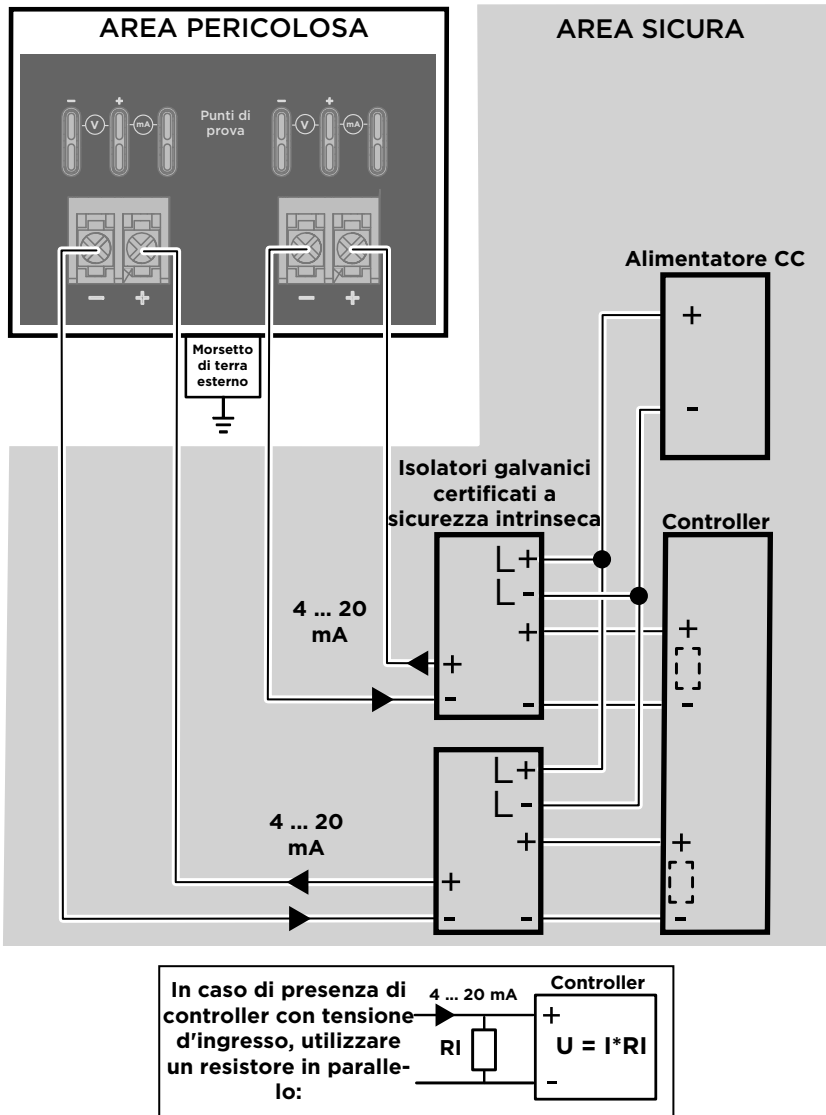 AREA PERICOLOSA
AREA SICURA
- + - +
V mA V mA
Punti di
prova
- + - +
Morsetto
di terra
esterno
Alimentatore CC
+
-
Isolatori galvanici
certificati a
sicurezza intrinseca
Controller
L +
L -
4 ... 20
mA
+ +
+
- - -
L +
L -
4 ... 20
mA
+ +
+
- - -
In caso di presenza di
controller con tensione
d'ingresso, utilizzare
un resistore in paralle-
lo:
4 ... 20 mA
Controller
+
RI
U = I*RI
-